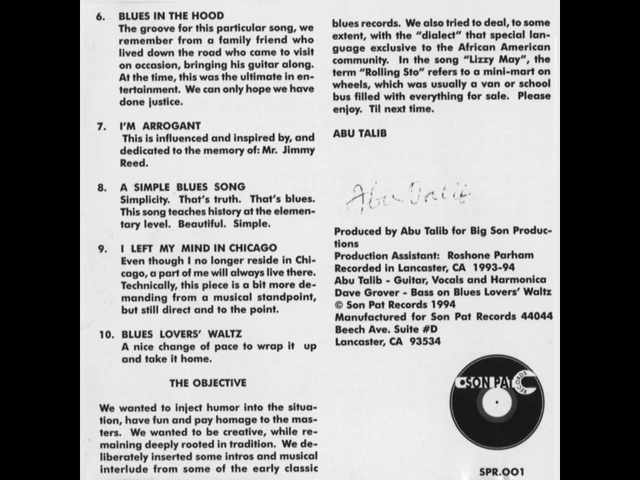 6. BLUES IN THE HOOD
The groove for this particular song, we
remember from a family friend who
lived down the road who came to visit
on occasion, bringing his guitar along.
At the time, this was the ultimate in en-
tertainment. We can only hope we have
done justice.
7. I'M ARROGANT
This is influenced and inspired by, and
dedicated to the memory of: Mr. Jimmy
Reed.
8. A SIMPLE BLUES SONG
Simplicity. That's truth. That's blues.
This song teaches history at the elemen-
tary level. Beautiful. Simple.
9. I LEFT MY MIND IN CHICAGO
Even though I no longer reside in Chi-
cago, a part of me will always live there.
Technically, this piece is a bit more de-
manding from a musical standpoint,
but still direct and to the point.
10. BLUES LOVERS' WALTZ
A nice change of pace to wrap it up
and take it home.
THE OBJECTIVE
We wanted to inject humor into the situa-
tion, have fun and pay homage to the mas-
ters. We wanted to be creative, while re-
maining deeply rooted in tradition. We de-
liberately inserted some intros and musical
interlude from some of the early classic
blues records. We also tried to deal, to some
extent, with the "dialect" that special lan-
guage exclusive to the African American
community. In the song "Lizzy May", the
term "Rolling Sto" refers to a mini-mart on
wheels, which was usually a van or school
bus filled with everything for sale. Please
enjoy. Til next time.
ABU TALIB
Abu Talib
Produced by Abu Talib for Big Son Produc-
tions
Production Assistant: Roshone Parham
Recorded in Lancaster, CA 1993-94
Abu Talib - Guitar, Vocals and Harmonica
Dave Grover - Bass on Blues Lovers' Waltz
© Son Pat Records 1994
Manufactured for Son Pat Records 44044
Beech Ave. Suite #D
Lancaster, CA 93534
SON PAT
RECORDS
SPR.001